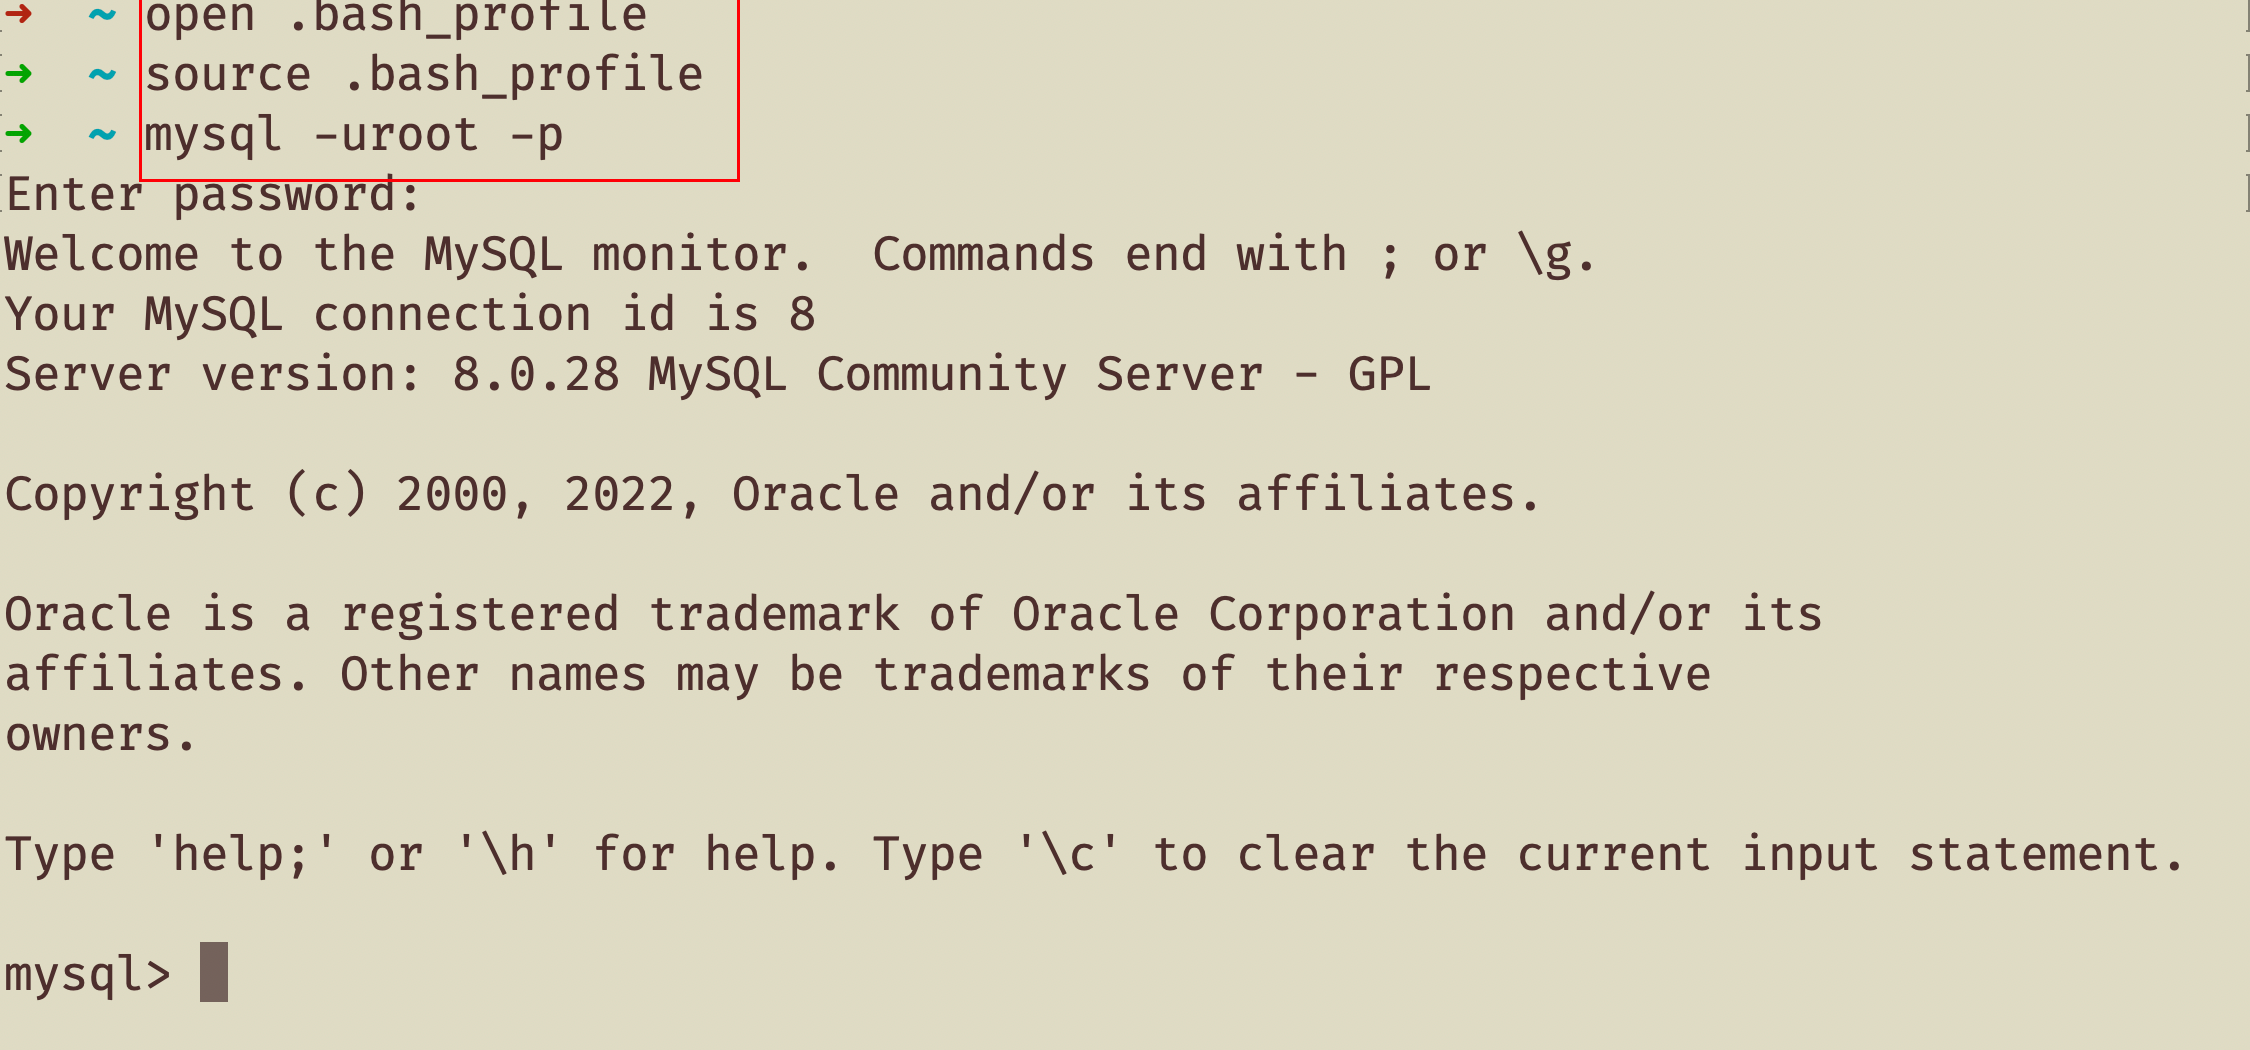 ➜  ~ open .bash_profile
➜  ~ source .bash_profile
➜  ~ mysql -uroot -p
Enter password:
Welcome to the MySQL monitor.  Commands end with ; or \g.
Your MySQL connection id is 8
Server version: 8.0.28 MySQL Community Server - GPL

Copyright (c) 2000, 2022, Oracle and/or its affiliates.

Oracle is a registered trademark of Oracle Corporation and/or its
affiliates. Other names may be trademarks of their respective
owners.

Type 'help;' or '\h' for help. Type '\c' to clear the current input statement.

mysql>